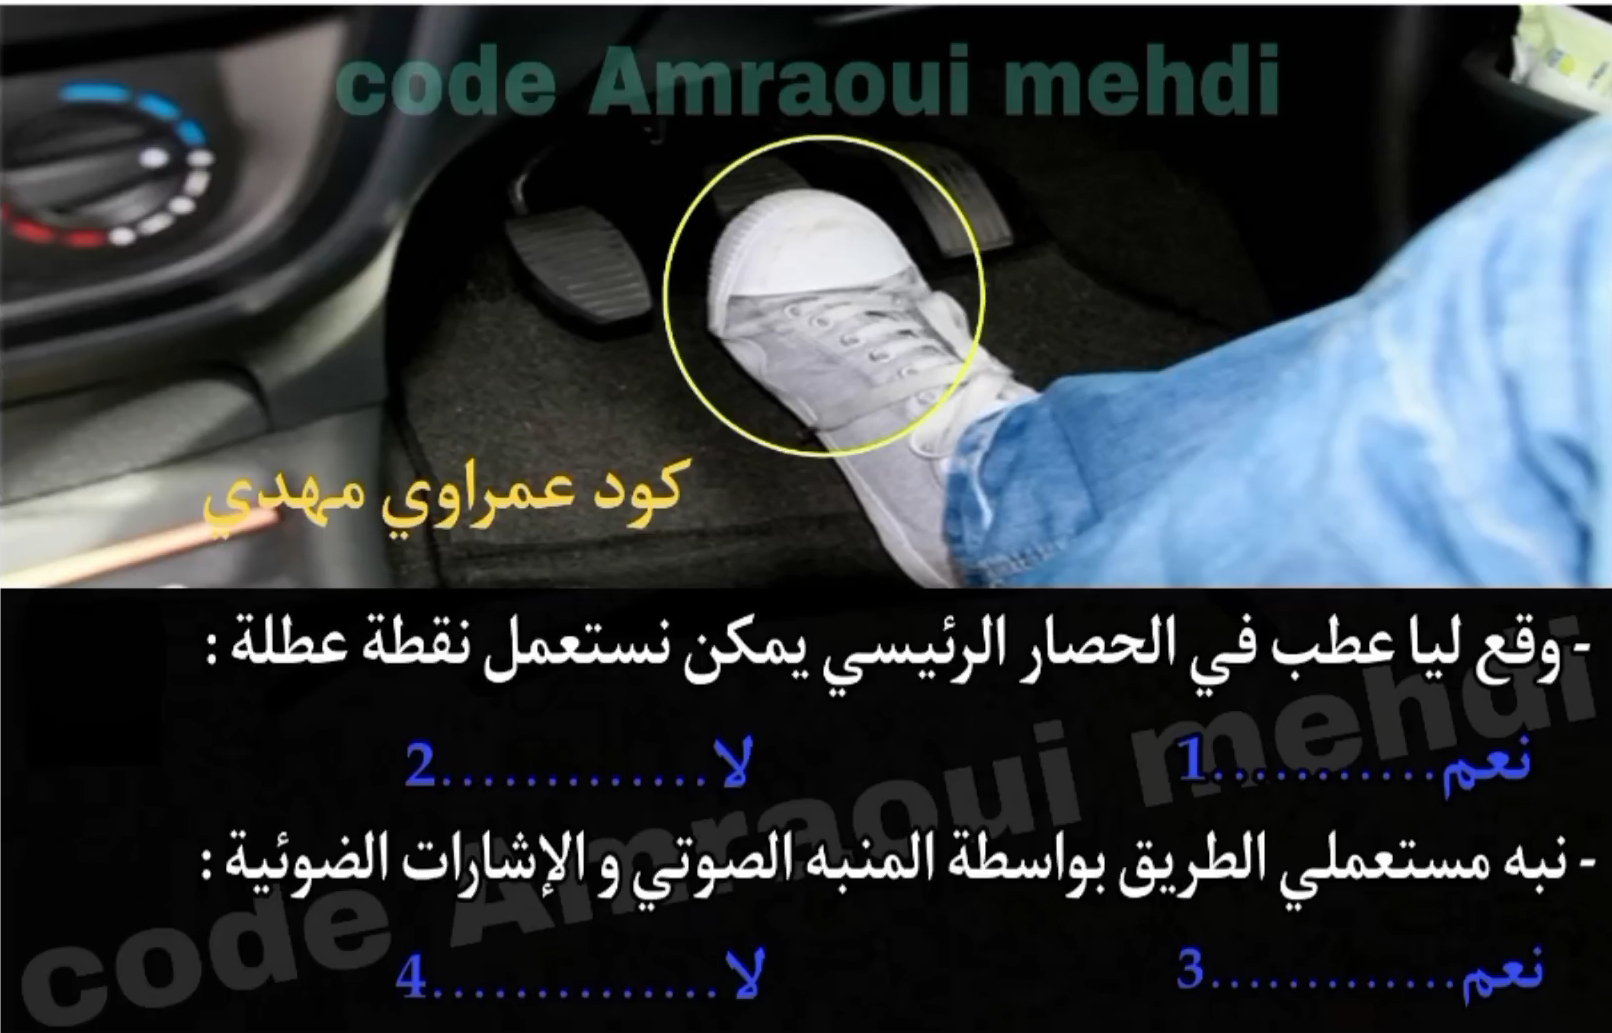 code Amraoui mehdi
كود عمراوي مهدي
- وقع ليا عطب في الحصار الرئيسي يمكن نستعمل نقطة عطلة :
نعم...........1 لا.............2
- نبه مستعملي الطريق بواسطة المنبه الصوتي و الإشارات الضوئية :
نعم............3 لا..............4
code Amraoui mehdi